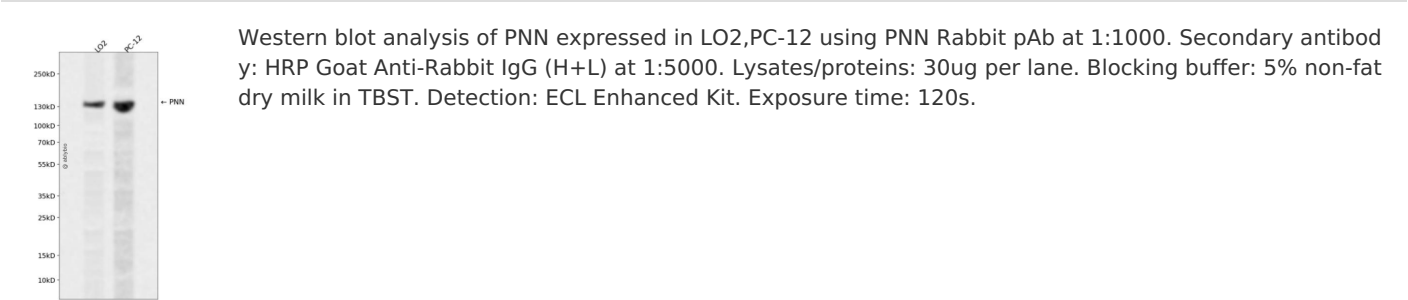 LO2
PC-12
250kD
130kD
100kD
70kD
55kD
35kD
25kD
15kD
10kD
← PNN
Western blot analysis of PNN expressed in LO2,PC-12 using PNN Rabbit pAb at 1:1000. Secondary antibod
y: HRP Goat Anti-Rabbit IgG (H+L) at 1:5000. Lysates/proteins: 30ug per lane. Blocking buffer: 5% non-fat
dry milk in TBST. Detection: ECL Enhanced Kit. Exposure time: 120s.